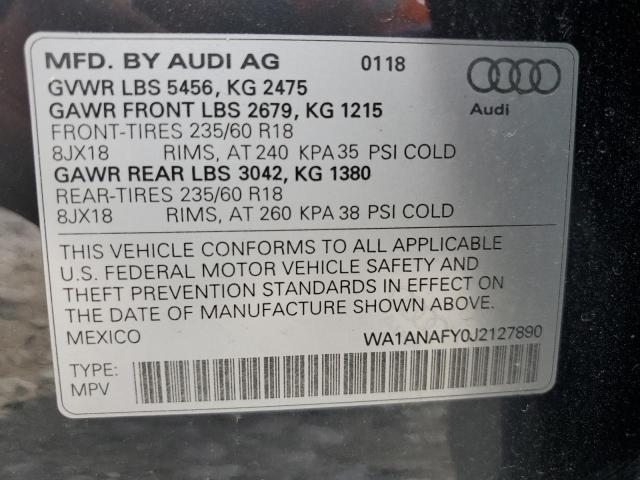 MFD. BY AUDI AG 0118
GVWR LBS 5456, KG 2475
GAWR FRONT LBS 2679, KG 1215
Audi
FRONT-TIRES 235/60 R18
8JX18 RIMS, AT 240 KPA 35 PSI COLD
GAWR REAR LBS 3042, KG 1380
REAR-TIRES 235/60 R18
8JX18 RIMS, AT 260 KPA 38 PSI COLD
THIS VEHICLE CONFORMS TO ALL APPLICABLE
U.S. FEDERAL MOTOR VEHICLE SAFETY AND
THEFT PREVENTION STANDARDS IN EFFECT ON
THE DATE OF MANUFACTURE SHOWN ABOVE.
MEXICO WA1ANAFY0J2127890
TYPE:
MPV